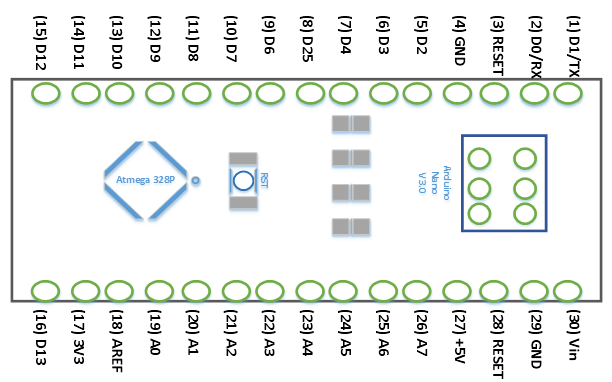 (15) D12
(14) D11
(13) D10
(12) D9
(11) D8
(10) D7
(9) D6
(8) D25
(7) D4
(6) D3
(5) D2
(4) GND
(3) RESET
(2) D0/RX
(1) D1/TX
Atmega 328P
RST
Arduino
Nano
V3.0
(16) D13
(17) 3V3
(18) AREF
(19) A0
(20) A1
(21) A2
(22) A3
(23) A4
(24) A5
(25) A6
(26) A7
(27) +5V
(28) RESET
(29) GND
(30) Vin